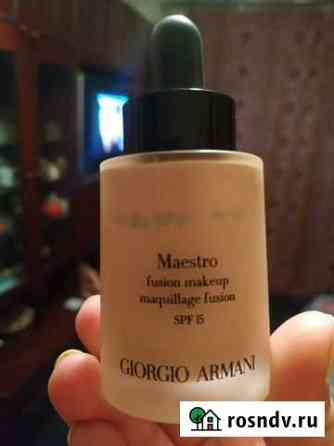 Maestro
fusion makeup
maquillage fusion
SPF 15
GIORGIO ARMANI
rosndv.ru